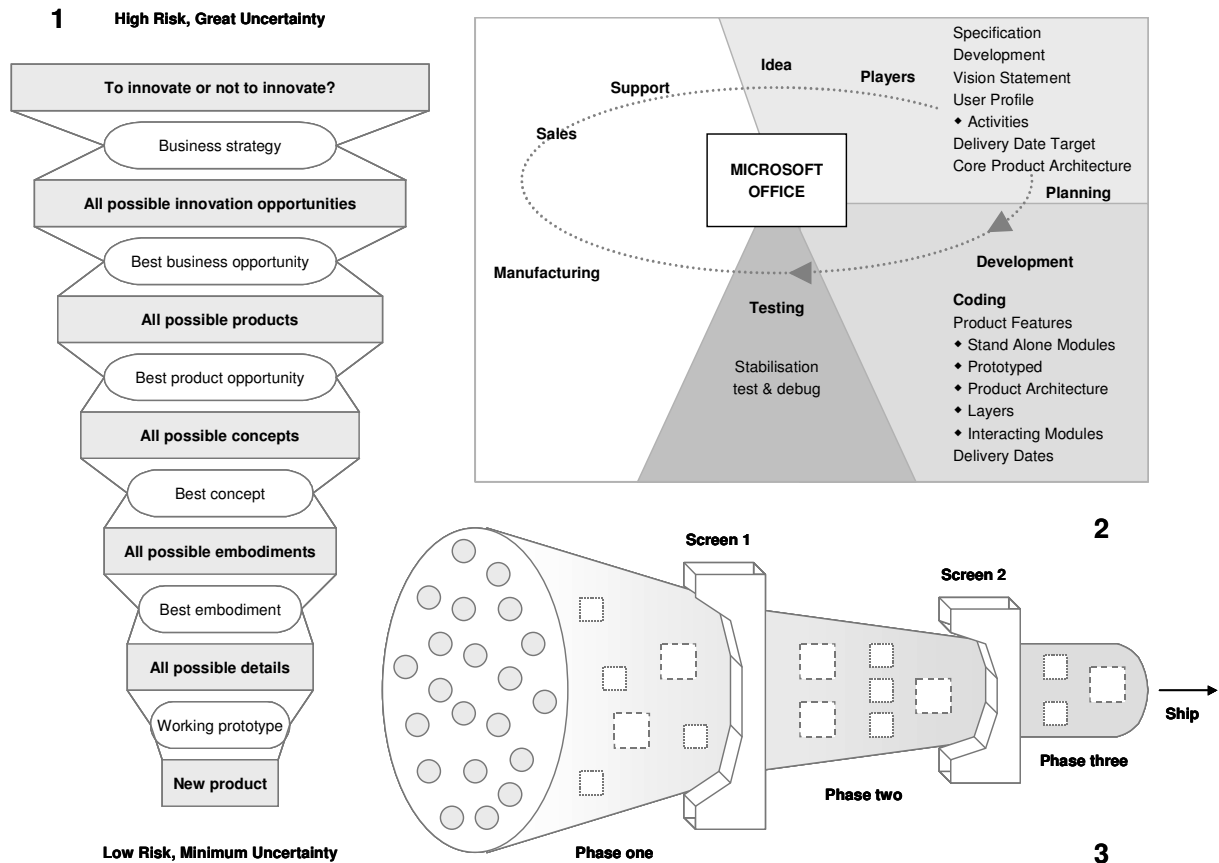 1
High Risk, Great Uncertainty
To innovate or not to innovate?
Business strategy
All possible innovation opportunities
Best business opportunity
All possible products
Best product opportunity
All possible concepts
Best concept
All possible embodiments
Best embodiment
All possible details
Working prototype
New product
Low Risk, Minimum Uncertainty
Idea
Players
Support
Sales
Manufacturing
MICROSOFT
OFFICE
Specification
Development
Vision Statement
User Profile
◆ Activities
Delivery Date Target
Core Product Architecture
Planning
Development
Coding
Product Features
◆ Stand Alone Modules
◆ Prototyped
◆ Product Architecture
◆ Layers
◆ Interacting Modules
Delivery Dates
Testing
Stabilisation
test & debug
2
Screen 1
Screen 2
Ship
Phase one
Phase two
Phase three
3